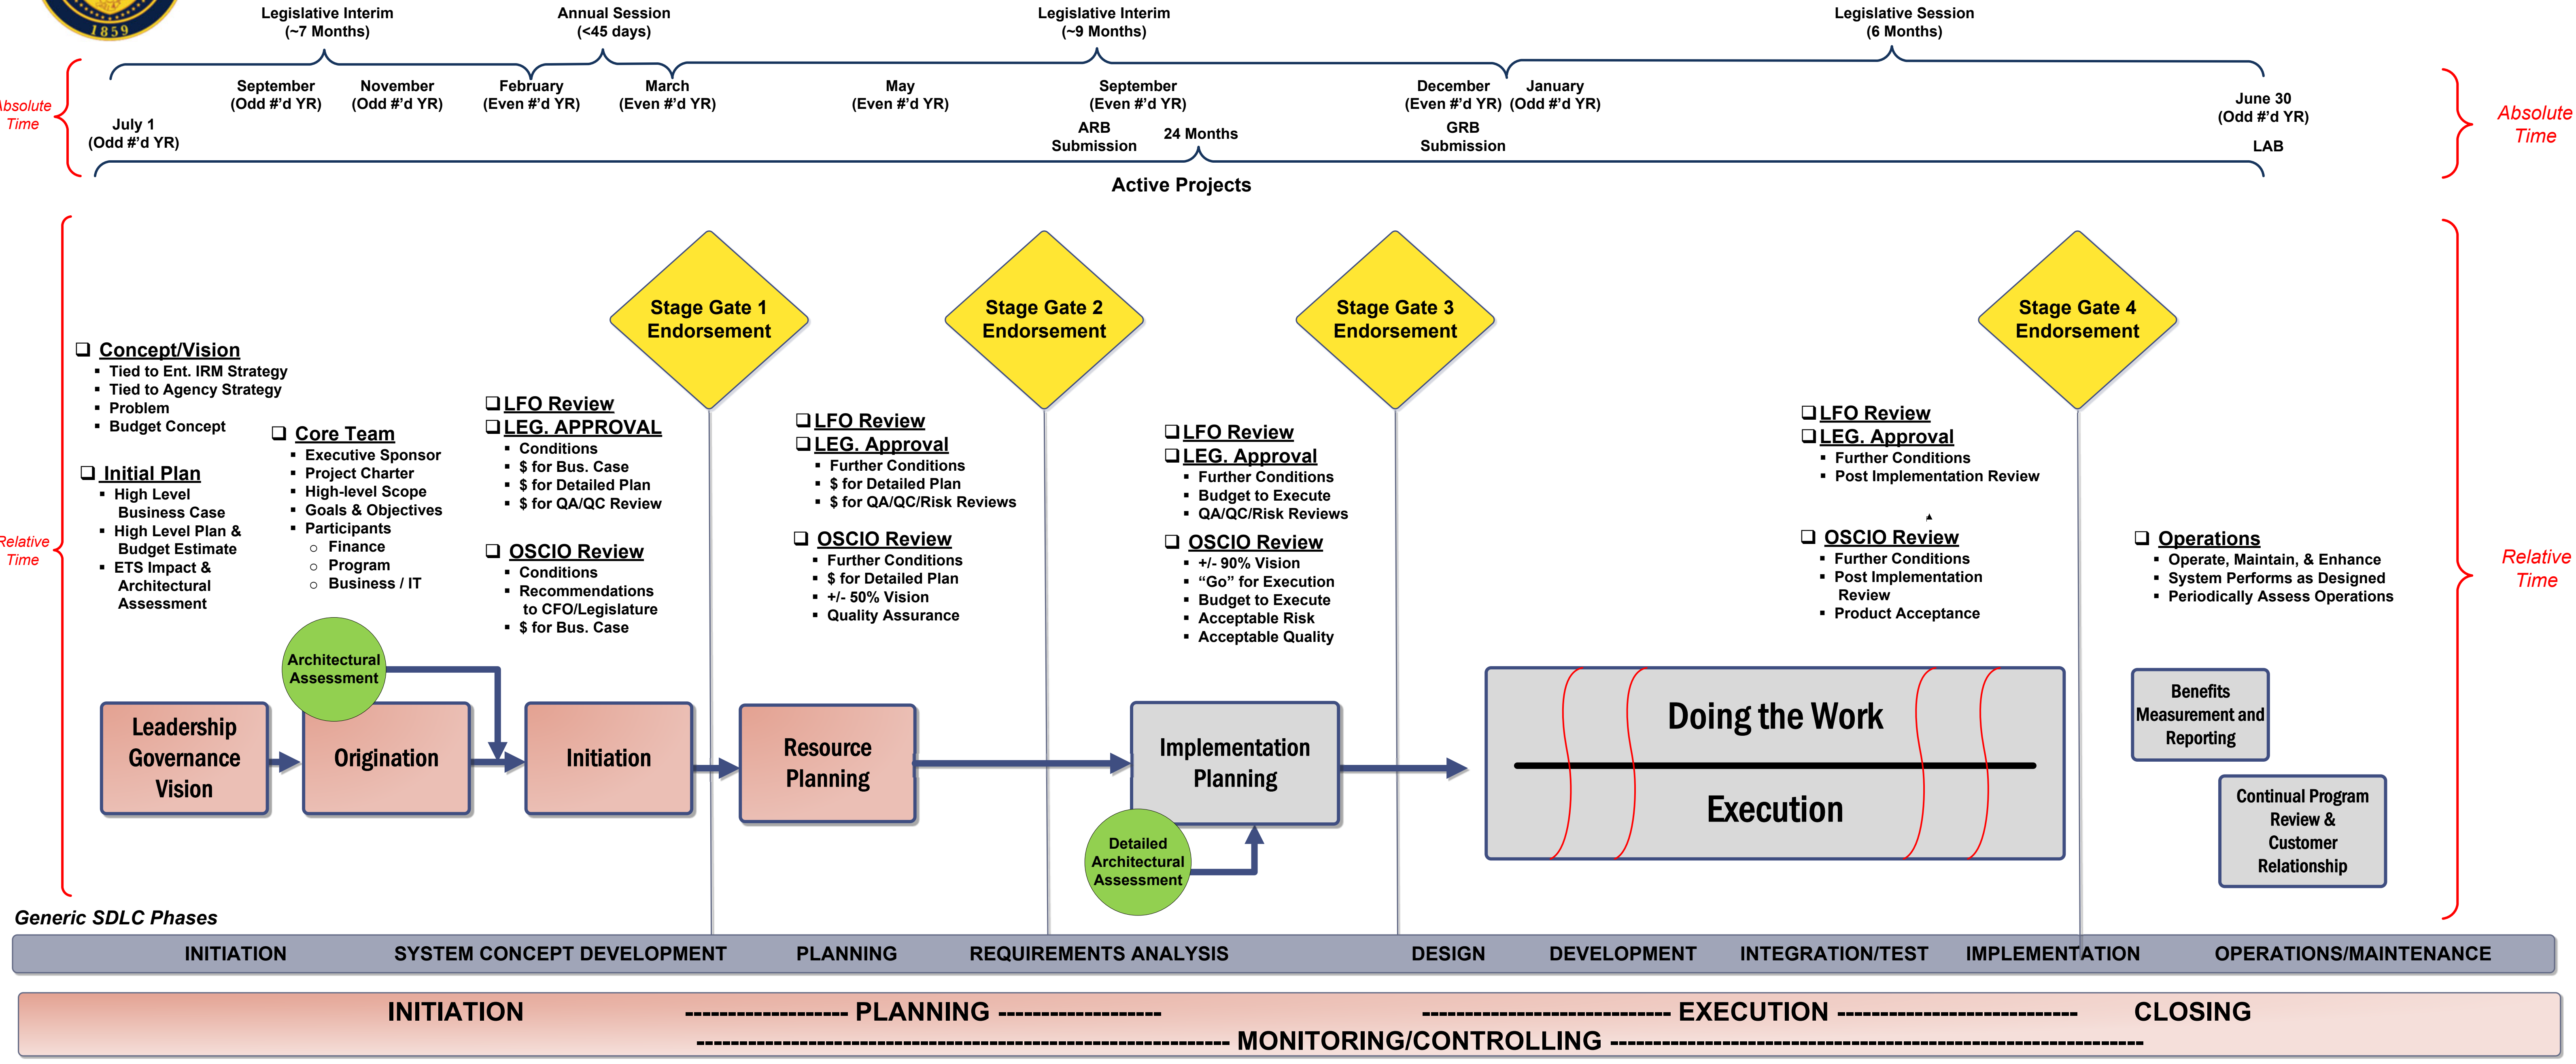 1859
Legislative Interim
(~7 Months)
Annual Session
(<45 days)
Legislative Interim
(~9 Months)
Legislative Session
(6 Months)
Absolute
Time
July 1
(Odd #'d YR)
September
(Odd #'d YR)
November
(Odd #'d YR)
February
(Even #'d YR)
March
(Even #'d YR)
May
(Even #'d YR)
September
(Even #'d YR)
December
(Even #'d YR)
January
(Odd #'d YR)
June 30
(Odd #'d YR)
ARB
Submission
24 Months
GRB
Submission
LAB
Absolute
Time
Active Projects
Stage Gate 1
Endorsement
Stage Gate 2
Endorsement
Stage Gate 3
Endorsement
Stage Gate 4
Endorsement
Relative
Time
❑ Concept/Vision
▪ Tied to Ent. IRM Strategy
▪ Tied to Agency Strategy
▪ Problem
▪ Budget Concept
❑ Initial Plan
▪ High Level
Business Case
▪ High Level Plan &
Budget Estimate
▪ ETS Impact &
Architectural
Assessment
❑ Core Team
▪ Executive Sponsor
▪ Project Charter
▪ High-level Scope
▪ Goals & Objectives
▪ Participants
○ Finance
○ Program
○ Business / IT
❑ LFO Review
❑ LEG. APPROVAL
▪ Conditions
▪ $ for Bus. Case
▪ $ for Detailed Plan
▪ $ for QA/QC Review
❑ OSCIO Review
▪ Conditions
▪ Recommendations
to CFO/Legislature
▪ $ for Bus. Case
❑ LFO Review
❑ LEG. Approval
▪ Further Conditions
▪ $ for Detailed Plan
▪ $ for QA/QC/Risk Reviews
❑ OSCIO Review
▪ Further Conditions
▪ $ for Detailed Plan
▪ +/- 50% Vision
▪ Quality Assurance
❑ LFO Review
❑ LEG. Approval
▪ Further Conditions
▪ Budget to Execute
▪ QA/QC/Risk Reviews
❑ OSCIO Review
▪ +/- 90% Vision
▪ “Go” for Execution
▪ Budget to Execute
▪ Acceptable Risk
▪ Acceptable Quality
❑ LFO Review
❑ LEG. Approval
▪ Further Conditions
▪ Post Implementation Review
❑ OSCIO Review
▪ Further Conditions
▪ Post Implementation
Review
▪ Product Acceptance
❑ Operations
▪ Operate, Maintain, & Enhance
▪ System Performs as Designed
▪ Periodically Assess Operations
Relative
Time
Architectural
Assessment
Leadership
Governance
Vision
Origination
Initiation
Resource
Planning
Implementation
Planning
Detailed
Architectural
Assessment
Doing the Work
Execution
Benefits
Measurement and
Reporting
Continual Program
Review &
Customer
Relationship
Generic SDLC Phases
INITIATION
SYSTEM CONCEPT DEVELOPMENT
PLANNING
REQUIREMENTS ANALYSIS
DESIGN
DEVELOPMENT
INTEGRATION/TEST
IMPLEMENTATION
OPERATIONS/MAINTENANCE
INITIATION ------------------- PLANNING ------------------- ----------------------------- EXECUTION ---------------------------- CLOSING
-------------------------------------------------------------- MONITORING/CONTROLLING --------------------------------------------------------------